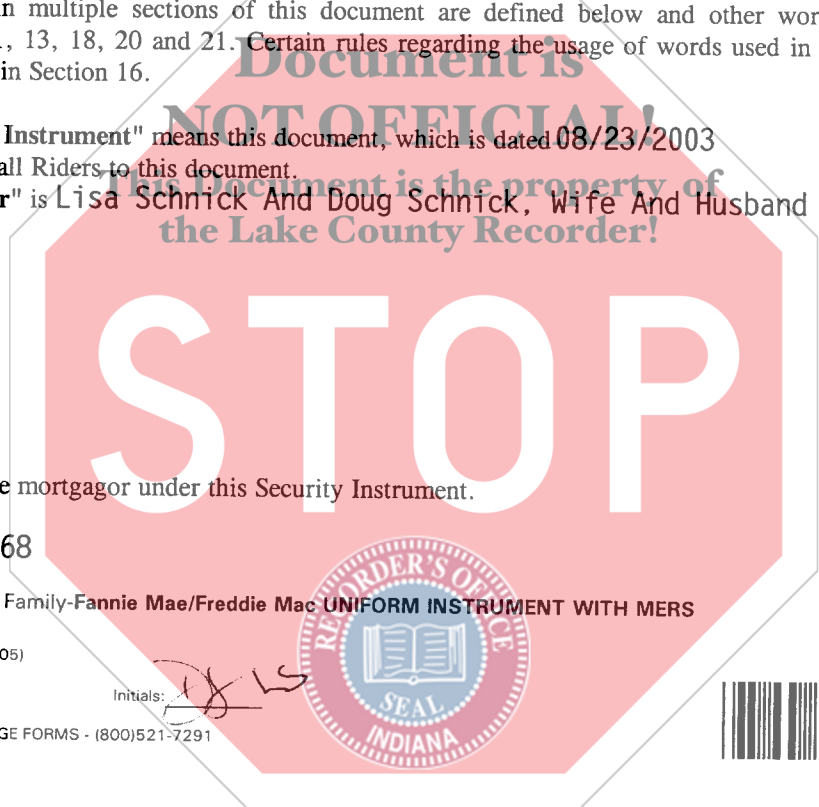 n multiple sections of this document are defined below and other wor
, 13, 18, 20 and 21. Certain rules regarding the usage of words used in
in Section 16.
Document is
NOT OFFICIAL!
Instrument" means this document, which is dated 08/23/2003
all Riders to this document.
This Document is the property of
r" is Lisa Schnick And Doug Schnick, Wife And Husband
the Lake County Recorder!
STOP
e mortgagor under this Security Instrument.
68
RECORDER'S OFFICE
Family-Fannie Mae/Freddie Mac UNIFORM INSTRUMENT WITH MERS
05)
Initials: LS
SEAL
GE FORMS - (800)521-7291
INDIANA